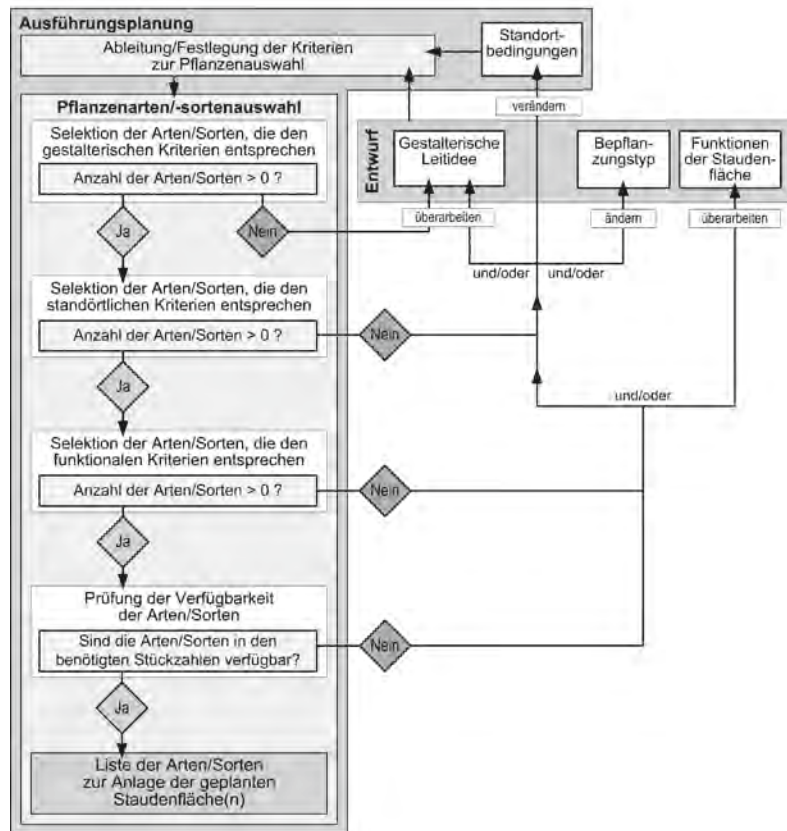 Ausführungsplanung
Ableitung/Festlegung der Kriterien
zur Pflanzenauswahl
Standort-
bedingungen
verändern
Pflanzenarten/-sortenauswahl
Selektion der Arten/Sorten, die den
gestalterischen Kriterien entsprechen
Anzahl der Arten/Sorten > 0 ?
Ja
Nein
Entwurf
Gestalterische
Leitidee
Bepflan-
zungstyp
Funktionen
der Stauden-
fläche
überarbeiten
ändern
überarbeiten
und/oder
und/oder
Selektion der Arten/Sorten, die den
standörtlichen Kriterien entsprechen
Anzahl der Arten/Sorten > 0 ?
Nein
Ja
und/oder
Selektion der Arten/Sorten, die den
funktionalen Kriterien entsprechen
Anzahl der Arten/Sorten > 0 ?
Nein
Ja
Prüfung der Verfügbarkeit
der Arten/Sorten
Sind die Arten/Sorten in den
benötigten Stückzahlen verfügbar?
Nein
Ja
Liste der Arten/Sorten
zur Anlage der geplanten
Staudenfläche(n)